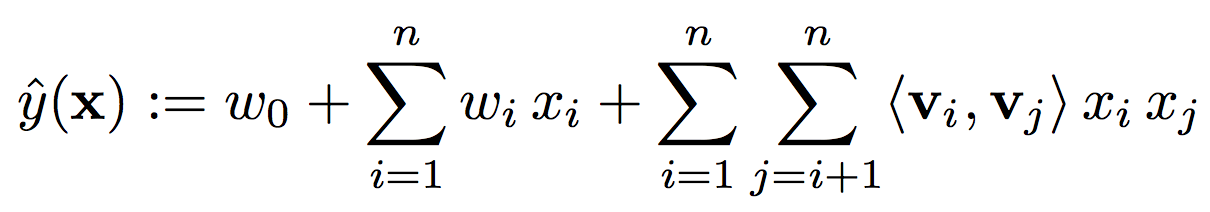 ŷ(𝐱) := w₀ + ∑ᵢ₌₁ⁿ wᵢ xᵢ + ∑ᵢ₌₁ⁿ ∑ⱼ₌ᵢ₊₁ⁿ ⟨𝐯ᵢ, 𝐯ⱼ⟩ xᵢ xⱼ